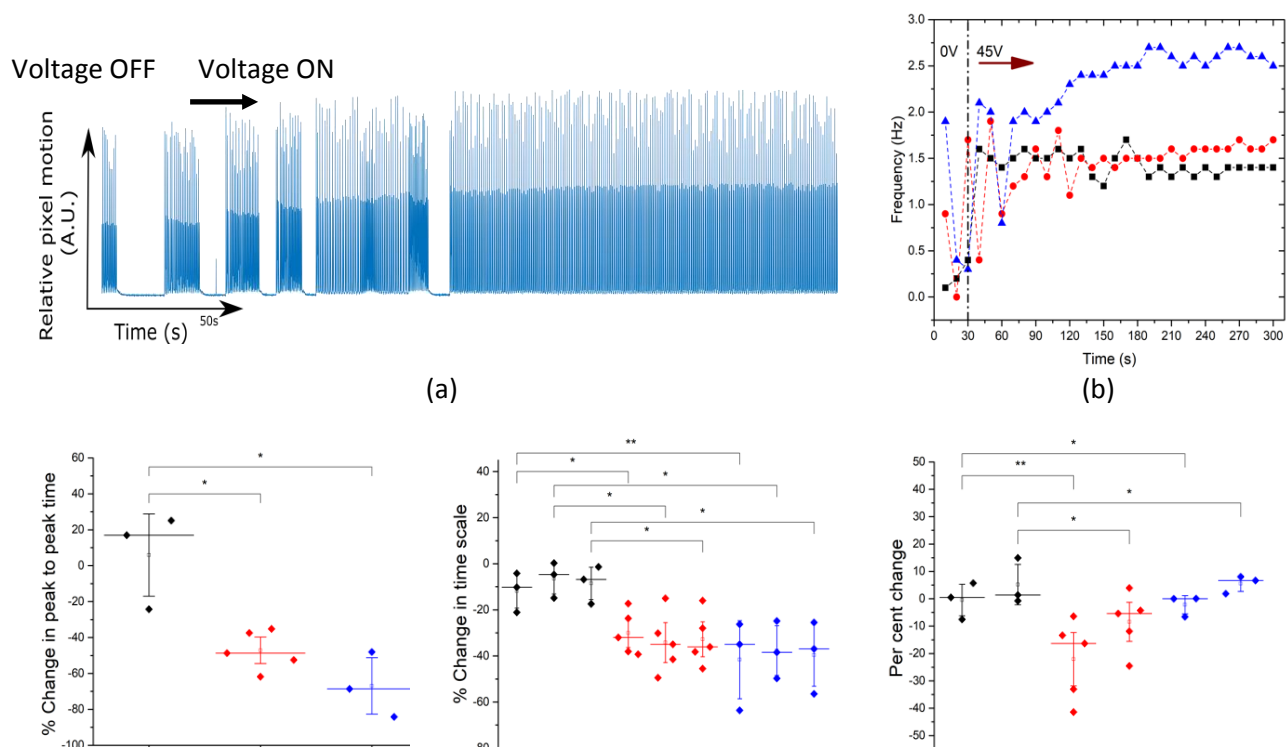 Voltage OFF
Voltage ON
Relative pixel motion
(A.U.)
Time (s)
50s
(a)
0V
45V
Frequency (Hz)
3.0
2.5
2.0
1.5
1.0
0.5
0.0
0 30 60 90 120 150 180 210 240 270 300
Time (s)
(b)
% Change in peak to peak time
60
40
20
0
-20
-40
-60
-80
-100
*
*
% Change in time scale
40
20
0
-20
-40
-60
-80
**
*
*
*
*
*
Per cent change
50
40
30
20
10
0
-10
-20
-30
-40
-50
*
**
*
*